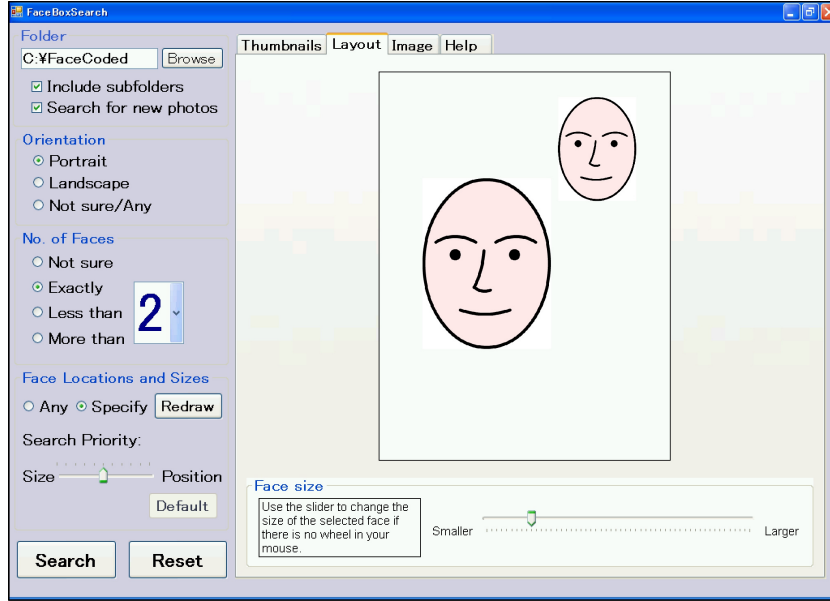 FaceBoxSearch
Folder
C:¥FaceCoded Browse
Include subfolders
Search for new photos
Orientation
Portrait
Landscape
Not sure/Any
No. of Faces
Not sure
Exactly
Less than
More than
2
Face Locations and Sizes
Any Specify Redraw
Search Priority:
Size Position
Default
Search Reset
Thumbnails Layout Image Help
Face size
Use the slider to change the
size of the selected face if
there is no wheel in your
mouse.
Smaller Larger